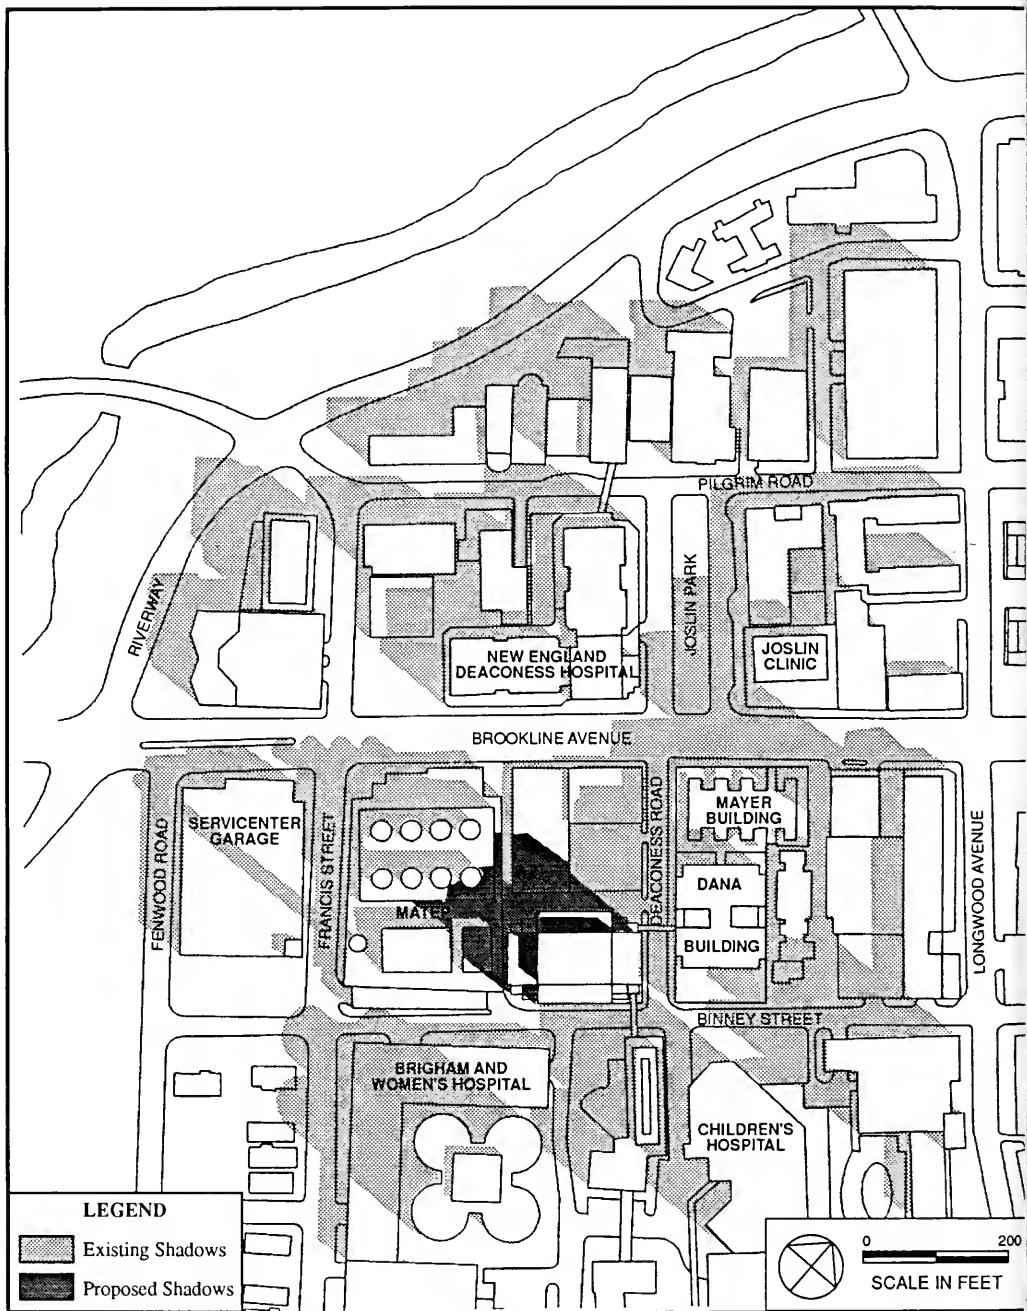 PILGRIM ROAD
RIVERWAY
JOSLIN PARK
NEW ENGLAND
DEACONESS HOSPITAL
JOSLIN
CLINIC
BROOKLINE AVENUE
FENWOOD ROAD
SERVICENTER
GARAGE
FRANCIS STREET
MATEP
DEACONESS ROAD
MAYER
BUILDING
DANA
BUILDING
LONGWOOD AVENUE
BINNEY STREET
BRIGHAM AND
WOMEN'S HOSPITAL
CHILDREN'S
HOSPITAL
LEGEND
Existing Shadows
Proposed Shadows
0 200
SCALE IN FEET